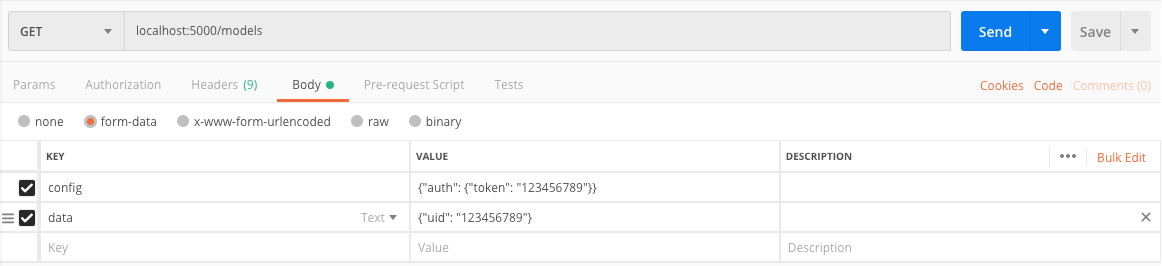 GET localhost:5000/models Send Save
Params Authorization Headers (9) Body Pre-request Script Tests Cookies Code Comments (0)
none form-data x-www-form-urlencoded raw binary
KEY VALUE DESCRIPTION ••• Bulk Edit
config {"auth": {"token": "123456789"}}
data Text {"uid": "123456789"}
Key Value Description